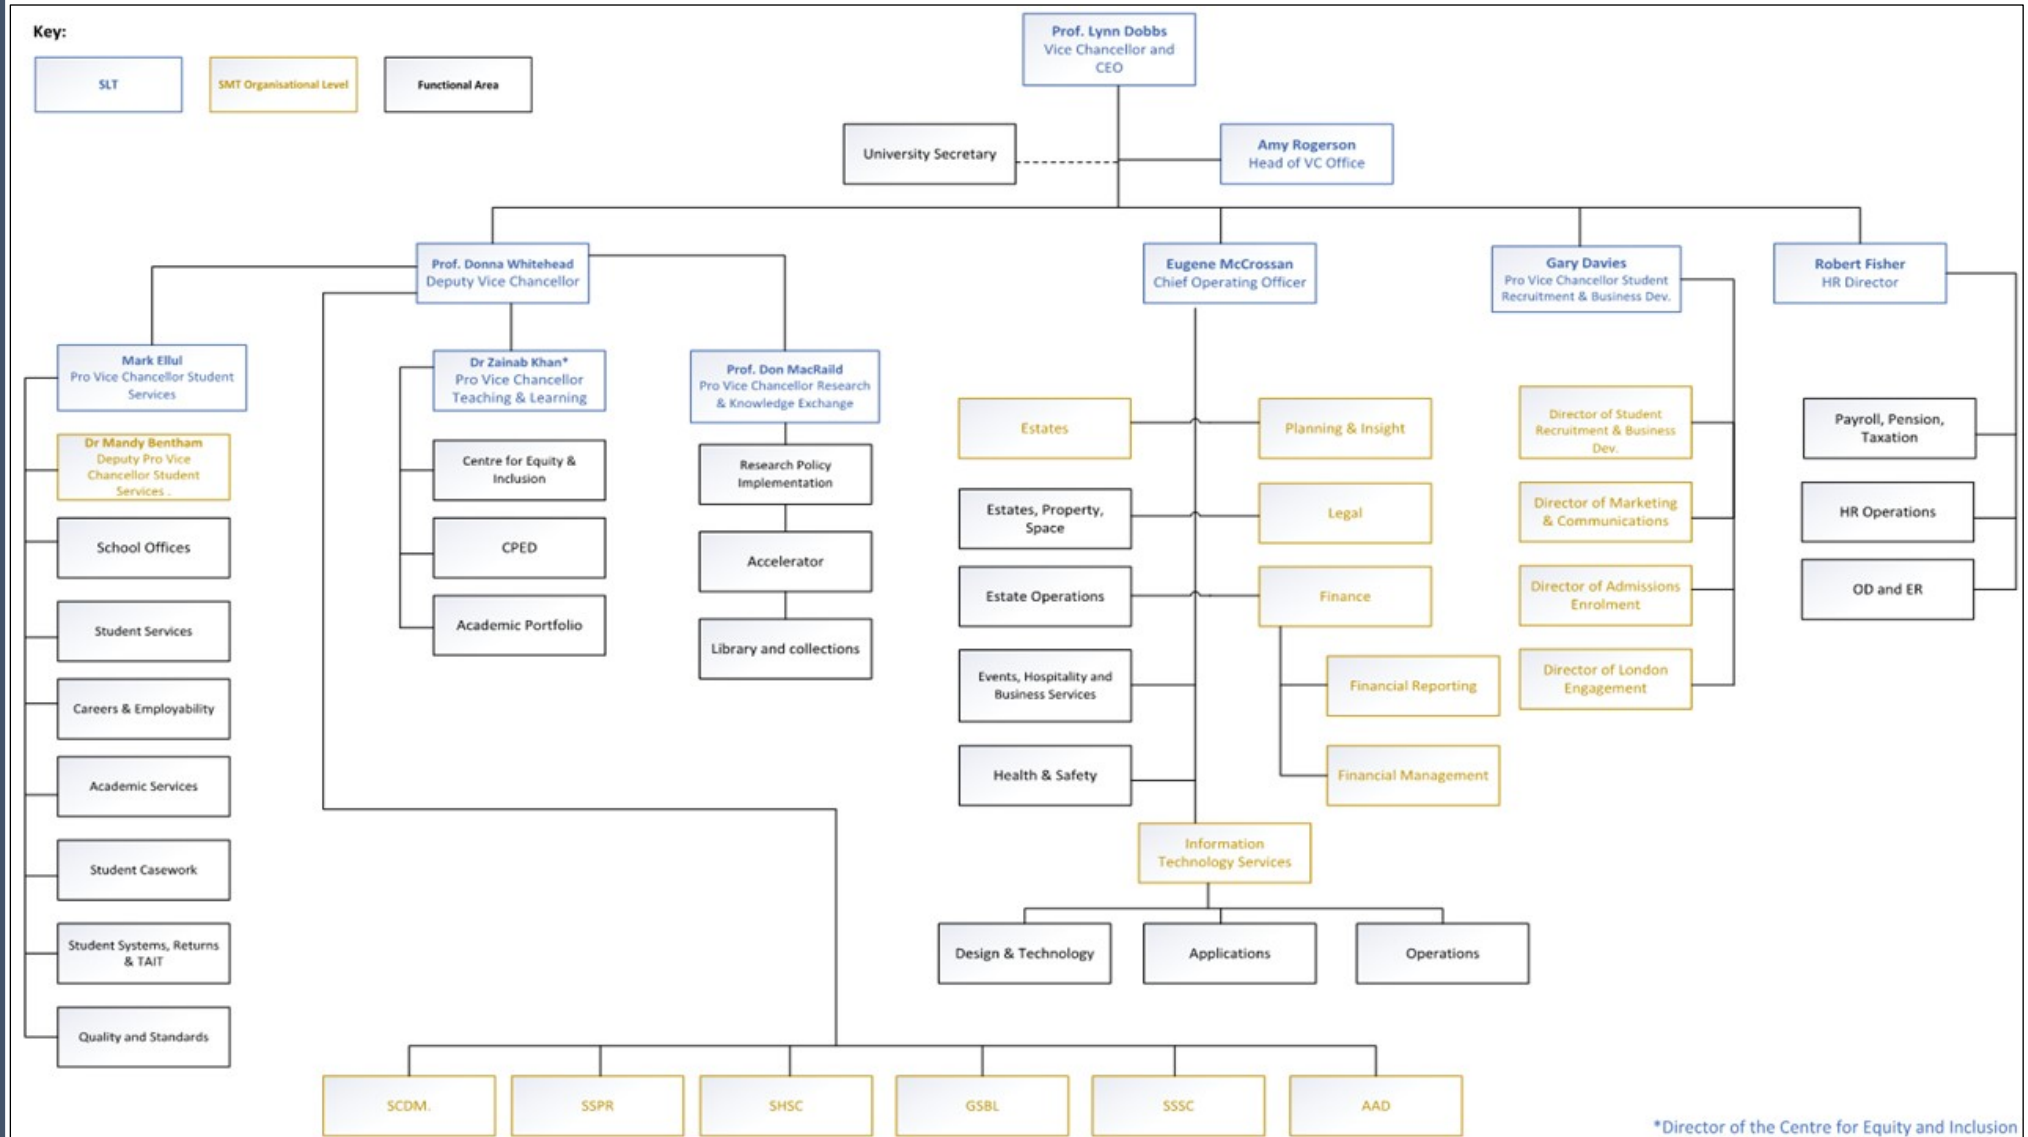 Key:
SLT
SMT Organisational Level
Functional Area
Prof. Lynn Dobbs
Vice Chancellor and
CEO
University Secretary
Amy Rogerson
Head of VC Office
Prof. Donna Whitehead
Deputy Vice Chancellor
Eugene McCrossan
Chief Operating Officer
Gary Davies
Pro Vice Chancellor Student
Recruitment & Business Dev.
Robert Fisher
HR Director
Mark Ellul
Pro Vice Chancellor Student
Services
Dr Mandy Bentham
Deputy Pro Vice
Chancellor Student
Services .
School Offices
Student Services
Careers & Employability
Academic Services
Student Casework
Student Systems, Returns
& TAIT
Quality and Standards
Dr Zainab Khan*
Pro Vice Chancellor
Teaching & Learning
Centre for Equity &
Inclusion
CPED
Academic Portfolio
Prof. Don MacRaild
Pro Vice Chancellor Research
& Knowledge Exchange
Research Policy
Implementation
Accelerator
Library and collections
Estates
Estates, Property,
Space
Estate Operations
Events, Hospitality and
Business Services
Health & Safety
Planning & Insight
Legal
Finance
Financial Reporting
Financial Management
Information
Technology Services
Design & Technology
Applications
Operations
Director of Student
Recruitment & Business
Dev.
Director of Marketing
& Communications
Director of Admissions
Enrolment
Director of London
Engagement
Payroll, Pension,
Taxation
HR Operations
OD and ER
SCDM.
SSPR
SHSC
GSBL
SSSC
AAD
*Director of the Centre for Equity and Inclusion